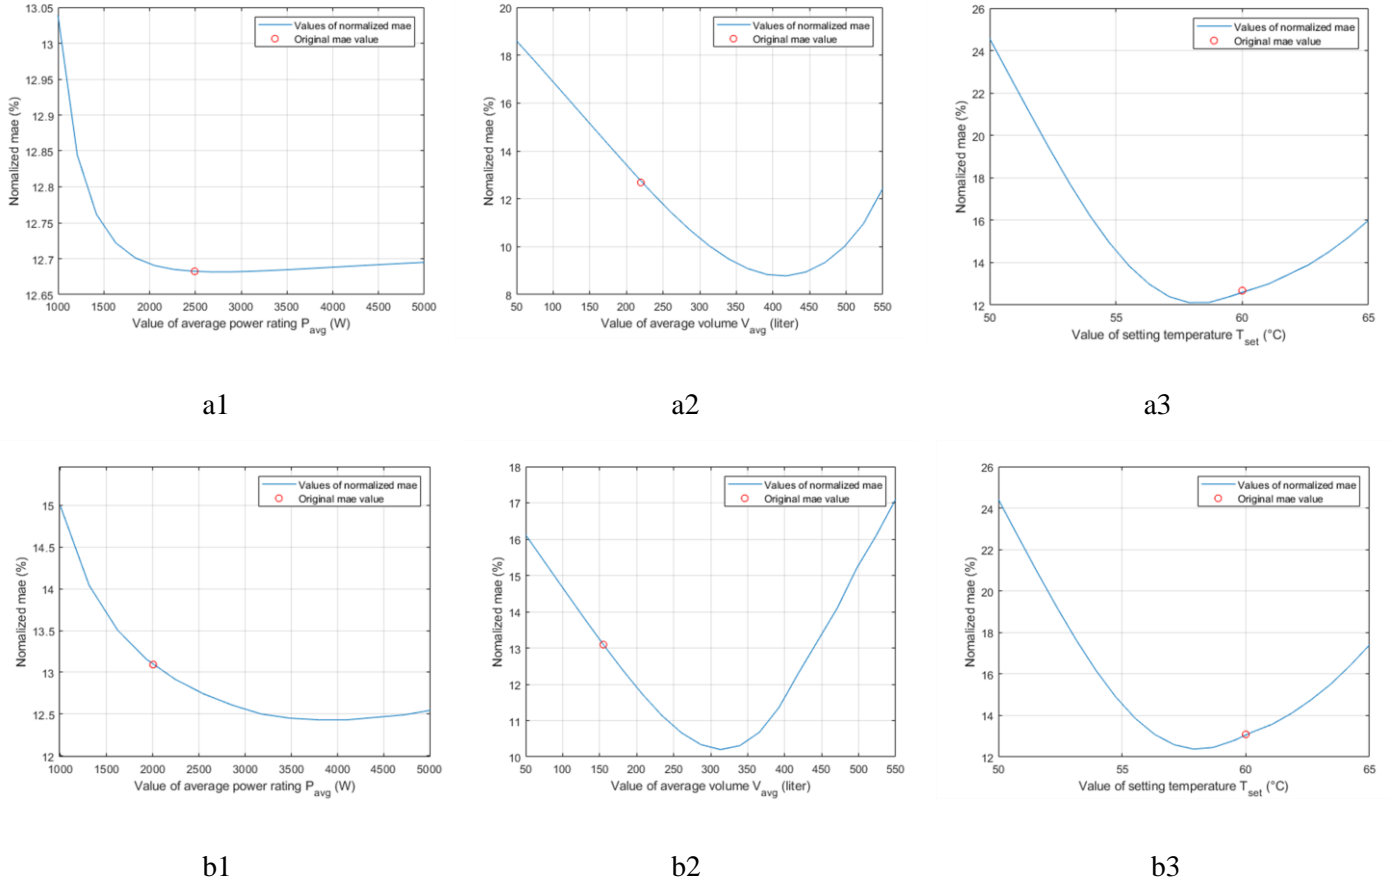 13.05
13
12.95
12.9
12.85
12.8
12.75
12.7
12.65
Nomalized mae (%)
Values of normalized mae
Original mae value
1000 1500 2000 2500 3000 3500 4000 4500 5000
Value of average power rating Pavg (W)
a1
20
18
16
14
12
10
8
Nomalized mae (%)
Values of normalized mae
Original mae value
50 100 150 200 250 300 350 400 450 500 550
Value of average volume Vavg (liter)
a2
26
24
22
20
18
16
14
12
Nomalized mae (%)
Values of normalized mae
Original mae value
50 55 60 65
Value of setting temperature Tset (°C)
a3
15
14.5
14
13.5
13
12.5
12
Nomalized mae (%)
Values of normalized mae
Original mae value
1000 1500 2000 2500 3000 3500 4000 4500 5000
Value of average power rating Pavg (W)
b1
18
17
16
15
14
13
12
11
10
Nomalized mae (%)
Values of normalized mae
Original mae value
50 100 150 200 250 300 350 400 450 500 550
Value of average volume Vavg (liter)
b2
26
24
22
20
18
16
14
12
Nomalized mae (%)
Values of normalized mae
Original mae value
50 55 60 65
Value of setting temperature Tset (°C)
b3